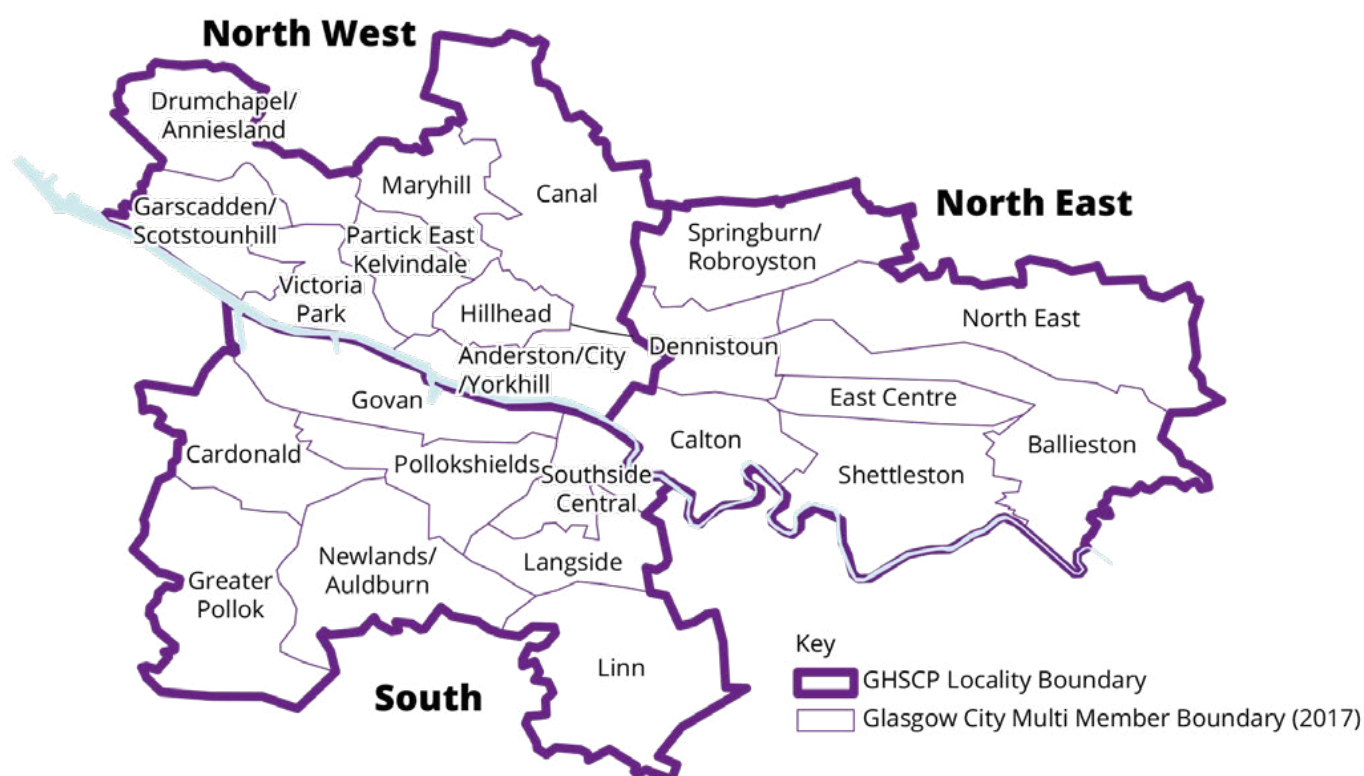 North West
Drumchapel/
Anniesland
Maryhill
Canal
Garscadden/
Scotstounhill
Partick East
Kelvindale
Victoria
Park
Hillhead
Anderston/City
/Yorkhill
North East
Springburn/
Robroyston
North East
Dennistoun
East Centre
Calton
Shettleston
Ballieston
Govan
Cardonald
Pollokshields
Southside
Central
Langside
Newlands/
Auldburn
Greater
Pollok
Linn
South
Key
GHSCP Locality Boundary
Glasgow City Multi Member Boundary (2017)